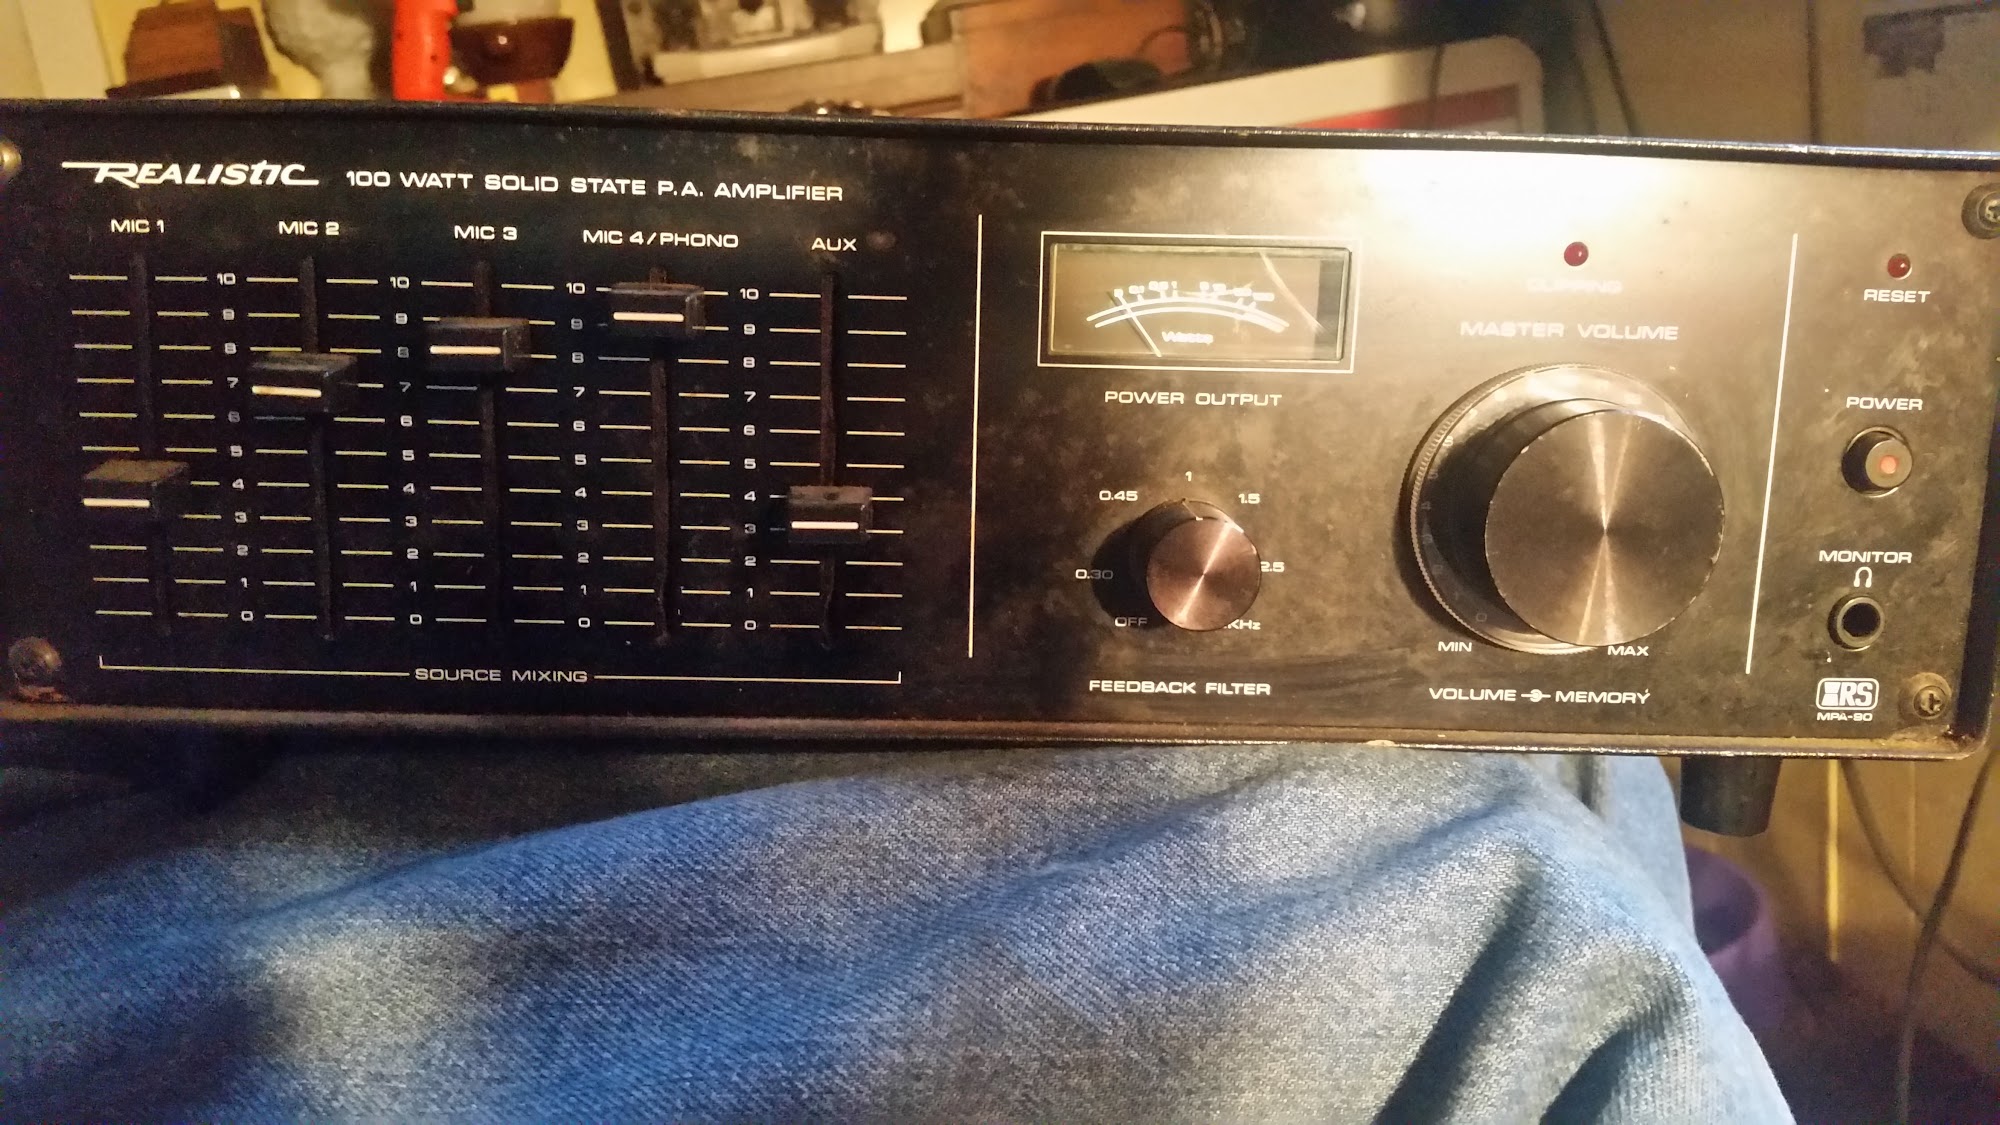 REALISTIC 100 WATT SOLID STATE P.A. AMPLIFIER
MIC 1 MIC 2 MIC 3 MIC 4/PHONO AUX
10 10 10 10
9 9 9 9
8 8 8 8
7 7 7 7
6 6 6 6
5 5 5 5
4 4 4 4
3 3 3 3
2 2 2 2
1 1 1 1
0 0 0 0
SOURCE MIXING
Watts
POWER OUTPUT
1
0.45 1.5
0.30 2.5
OFF KHz
FEEDBACK FILTER
CLIPPING
MASTER VOLUME
MIN MAX
VOLUME MEMORY
RESET
POWER
MONITOR
RS
MPA-90